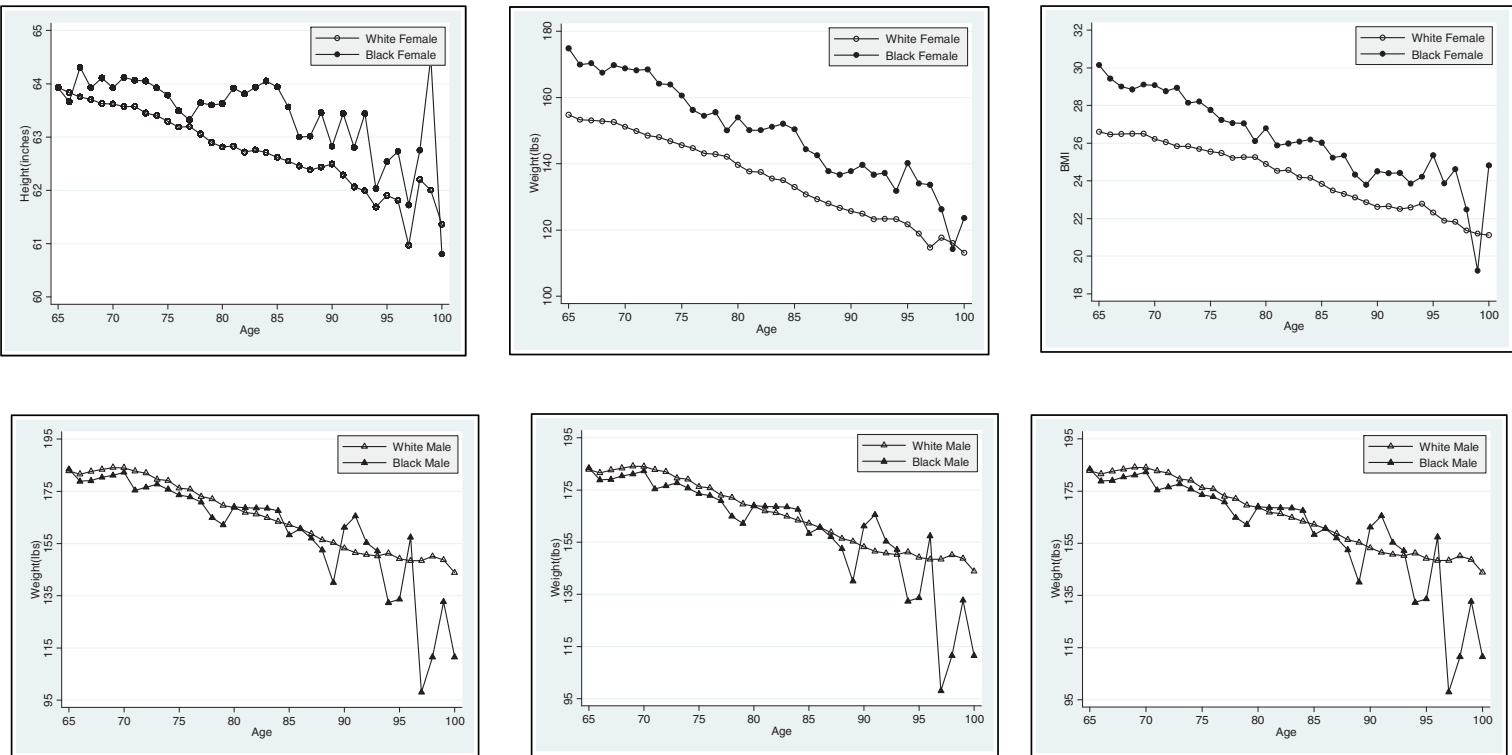 White Female
Black Female
65
64
63
62
61
60
Height(inches)
65 70 75 80 85 90 95 100
Age
White Female
Black Female
180
160
140
120
100
Weight(lbs)
65 70 75 80 85 90 95 100
Age
White Female
Black Female
32
30
28
26
24
22
20
18
BMI
65 70 75 80 85 90 95 100
Age
White Male
Black Male
195
175
155
135
115
95
Weight(lbs)
65 70 75 80 85 90 95 100
Age
White Male
Black Male
195
175
155
135
115
95
Weight(lbs)
65 70 75 80 85 90 95 100
Age
White Male
Black Male
195
175
155
135
115
95
Weight(lbs)
65 70 75 80 85 90 95 100
Age